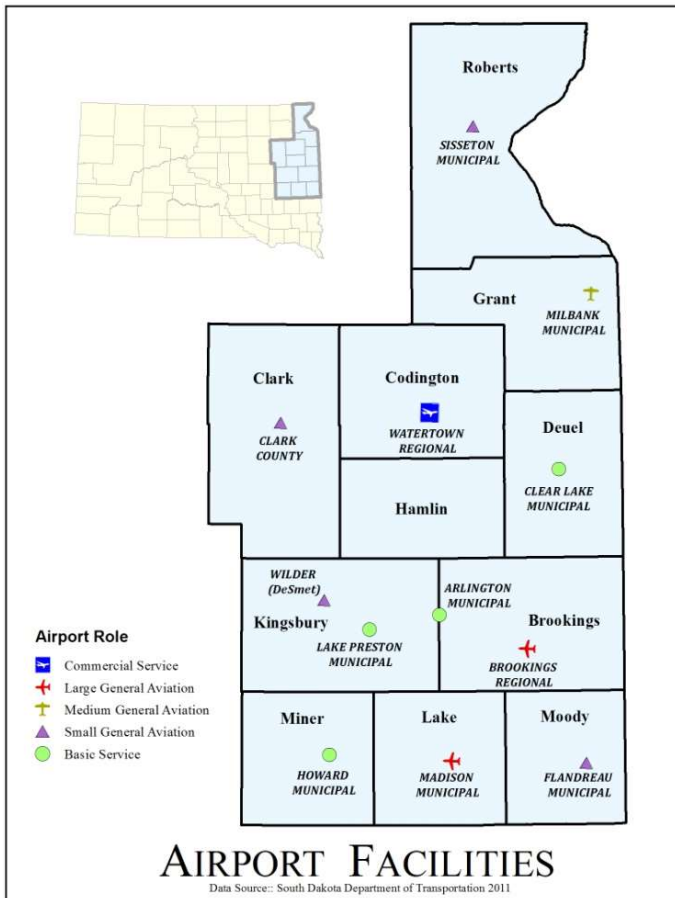 Roberts
SISSETON
MUNICIPAL
Grant
MILBANK
MUNICIPAL
Clark
CLARK
COUNTY
Codington
WATERTOWN
REGIONAL
Deuel
CLEAR LAKE
MUNICIPAL
Hamlin
WILDER
(DeSmet)
Kingsbury
LAKE PRESTON
MUNICIPAL
ARLINGTON
MUNICIPAL
Brookings
BROOKINGS
REGIONAL
Airport Role
Commercial Service
Large General Aviation
Medium General Aviation
Small General Aviation
Basic Service
Miner
HOWARD
MUNICIPAL
Lake
MADISON
MUNICIPAL
Moody
FLANDREAU
MUNICIPAL
AIRPORT FACILITIES
Data Source:: South Dakota Department of Transportation 2011